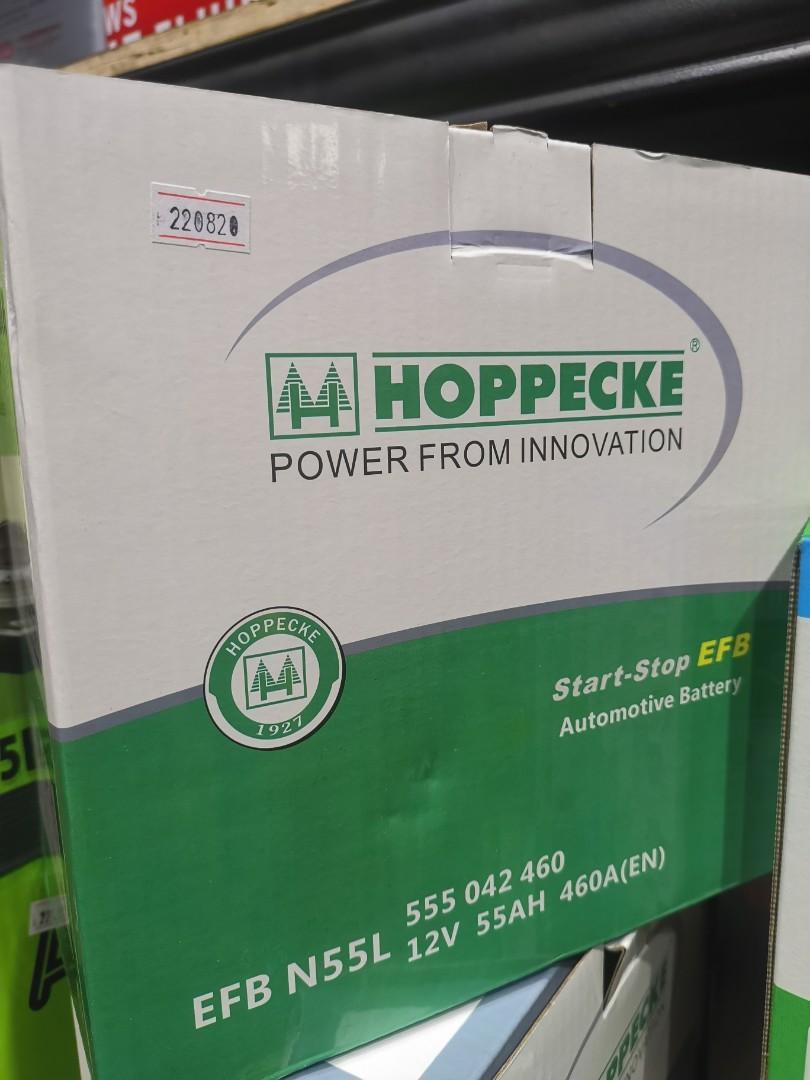 WS
220820
HOPPECKE®
POWER FROM INNOVATION
HOPPECKE
1927
Start-Stop EFB
Automotive Battery
555 042 460
EFB N55L 12V 55AH 460A(EN)